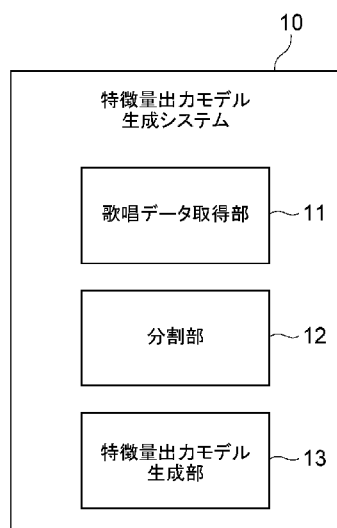 10
特徴量出力モデル
生成システム
歌唱データ取得部
11
分割部
12
特徴量出力モデル
生成部
13